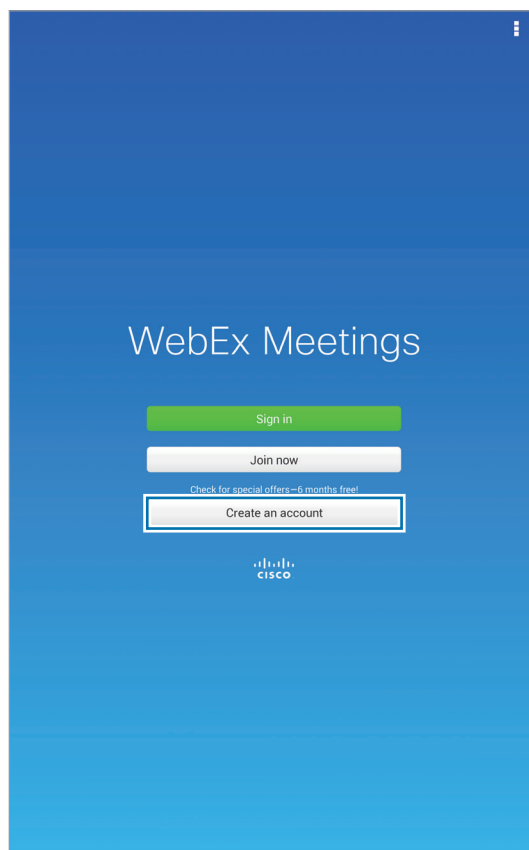 WebEx Meetings
Sign in
Join now
Check for special offers—6 months free!
Create an account
CISCO